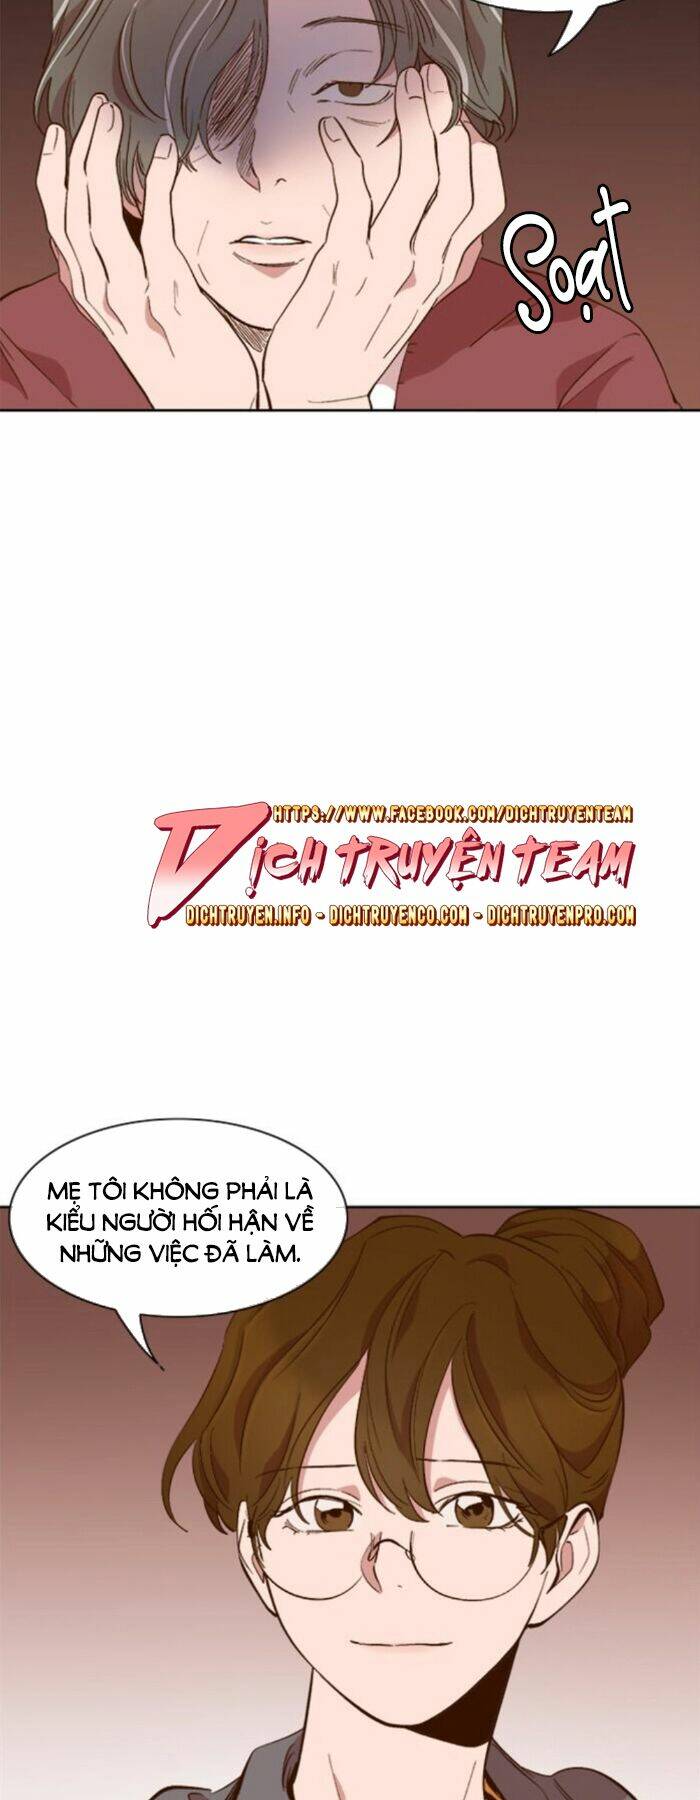 Soạt
HTTPS://WWW.FACEBOOK.COM/DICHTRUYENTEAM
DỊCH TRUYỆN TEAM
DICHTRUYEN.INFO - DICHTRUYENCO.COM - DICHTRUYENPRO.COM
MẸ TÔI KHÔNG PHẢI LÀ
KIỂU NGƯỜI HỐI HẬN VỀ
NHỮNG VIỆC ĐÃ LÀM.